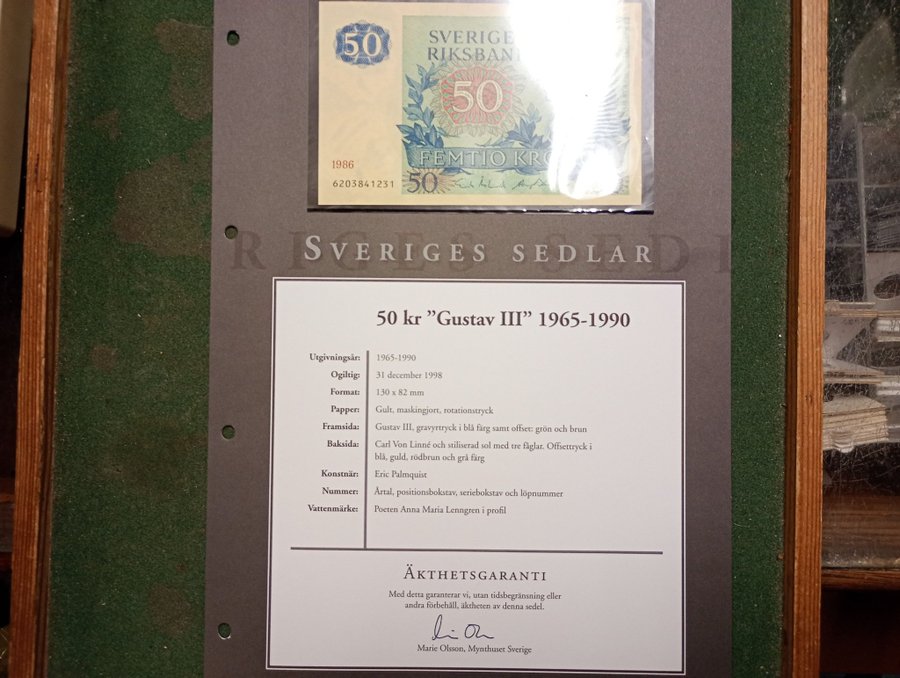 50
SVERIGE
RIKSBAN
50
FEMTIO KRO
1986
6203841231
50
SVERIGES SEDLAR
50 kr ”Gustav III” 1965-1990
Utgivningsår: 1965-1990
Ogiltig: 31 december 1998
Format: 130 x 82 mm
Papper: Gult, maskingjort, rotationstryck
Framsida: Gustav III, gravyrtryck i blå färg samt offset: grön och brun
Baksida: Carl Von Linné och stiliserad sol med tre fåglar. Offsettryck i
blå, guld, rödbrun och grå färg
Konstnär: Eric Palmquist
Nummer: Årtal, positionsbokstav, seriebokstav och löpnummer
Vattenmärke: Poeten Anna Maria Lenngren i profil
ÄKTHETSGARANTI
Med detta garanterar vi, utan tidsbegränsning eller
andra förbehåll, äktheten av denna sedel.
Marie Olsson, Mynthuset Sverige